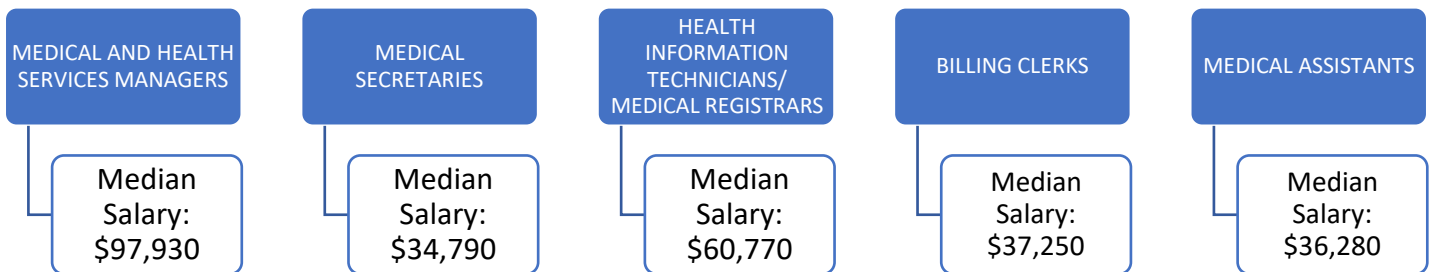 MEDICAL AND HEALTH
SERVICES MANAGERS
Median
Salary:
$97,930
MEDICAL
SECRETARIES
Median
Salary:
$34,790
HEALTH
INFORMATION
TECHNICIANS/
MEDICAL REGISTRARS
Median
Salary:
$60,770
BILLING CLERKS
Median
Salary:
$37,250
MEDICAL ASSISTANTS
Median
Salary:
$36,280